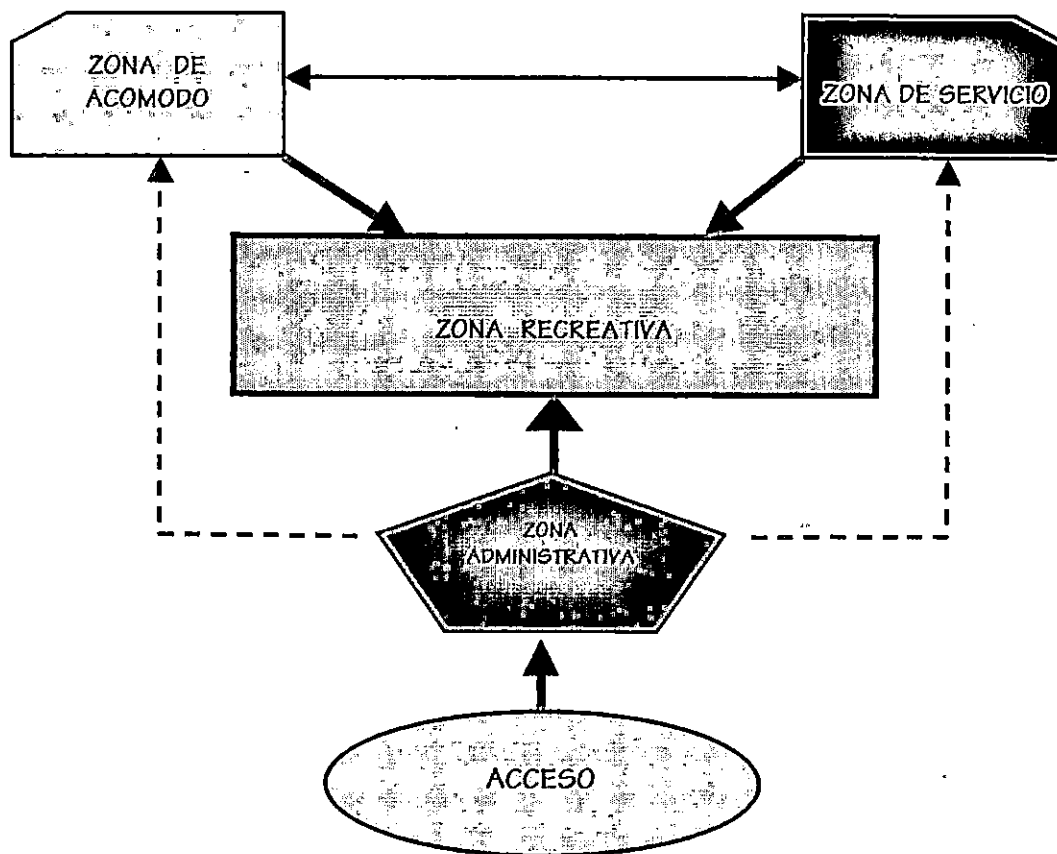 ZONA DE
ACOMODO
ZONA DE SERVICIO
ZONA RECREATIVA
ZONA
ADMINISTRATIVA
ACCESO